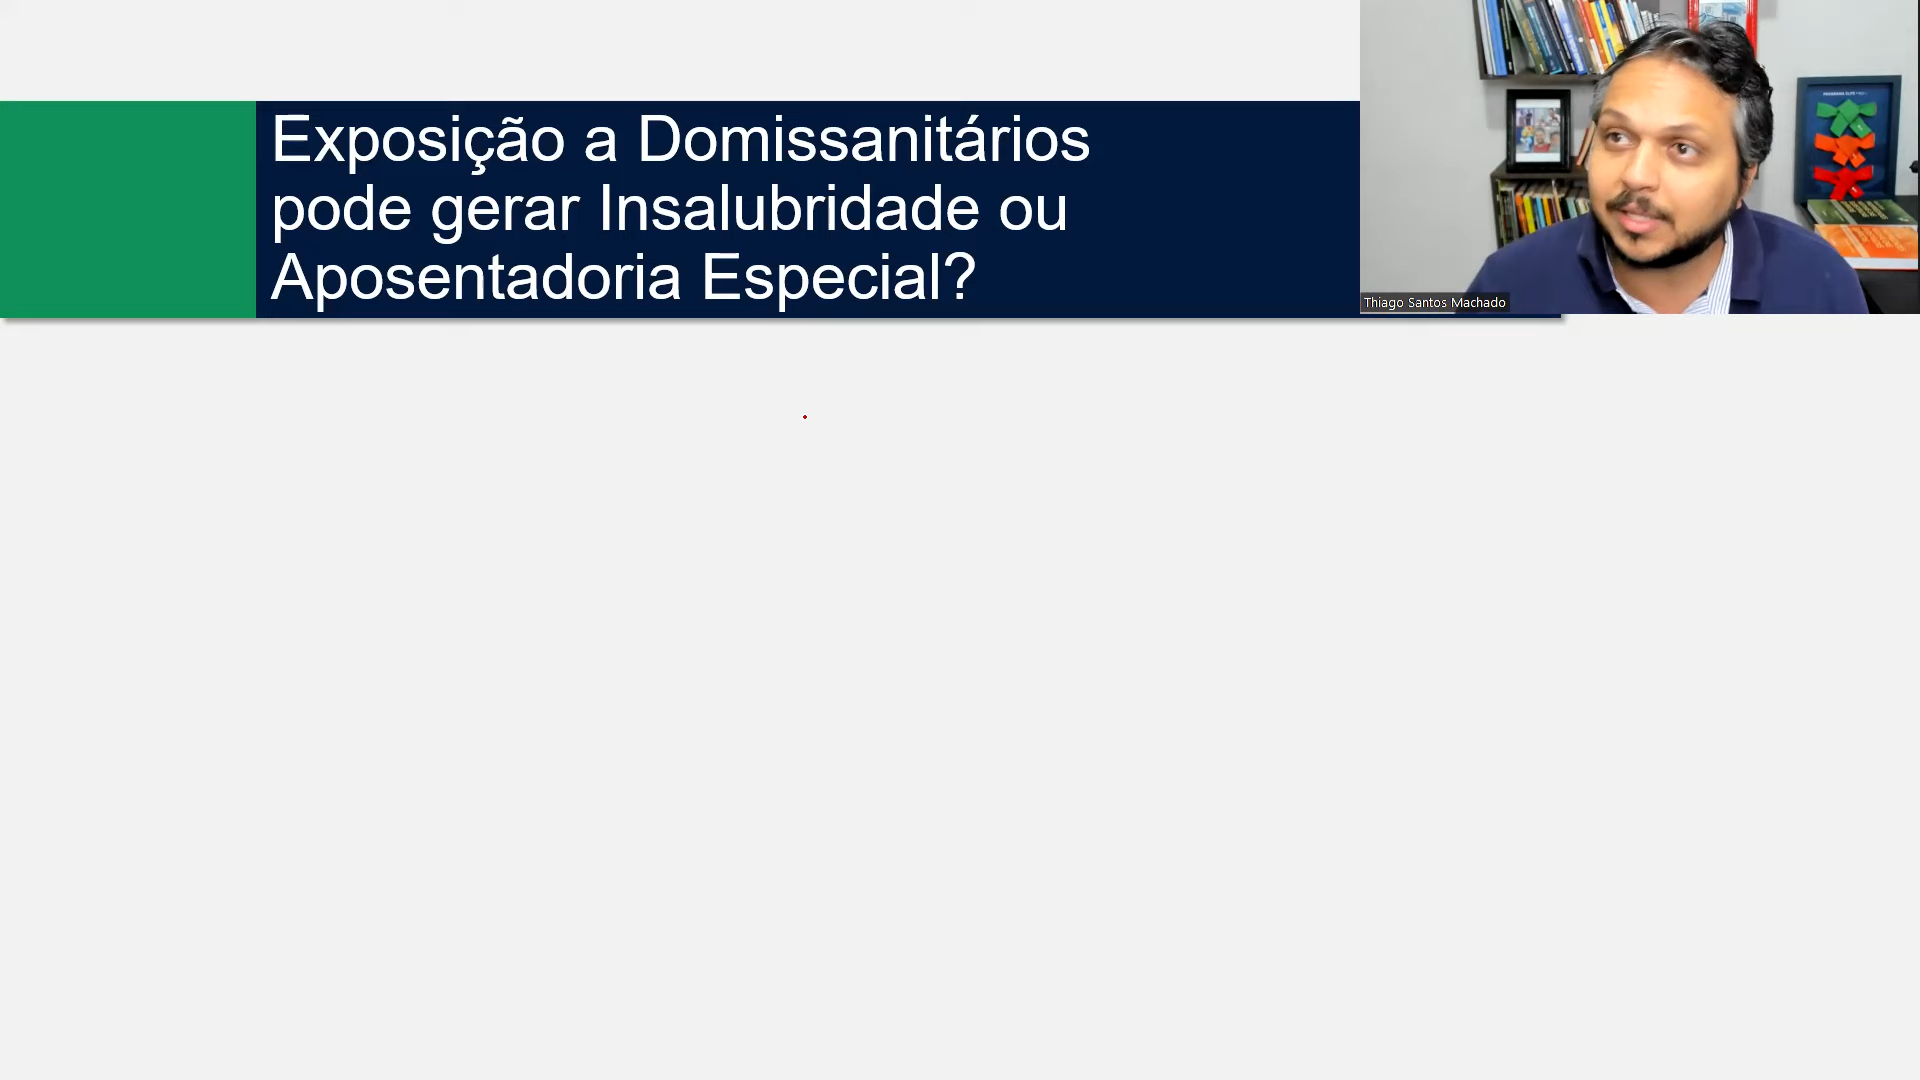 Exposição a Domissanitários
pode gerar Insalubridade ou
Aposentadoria Especial?
Thiago Santos Machado